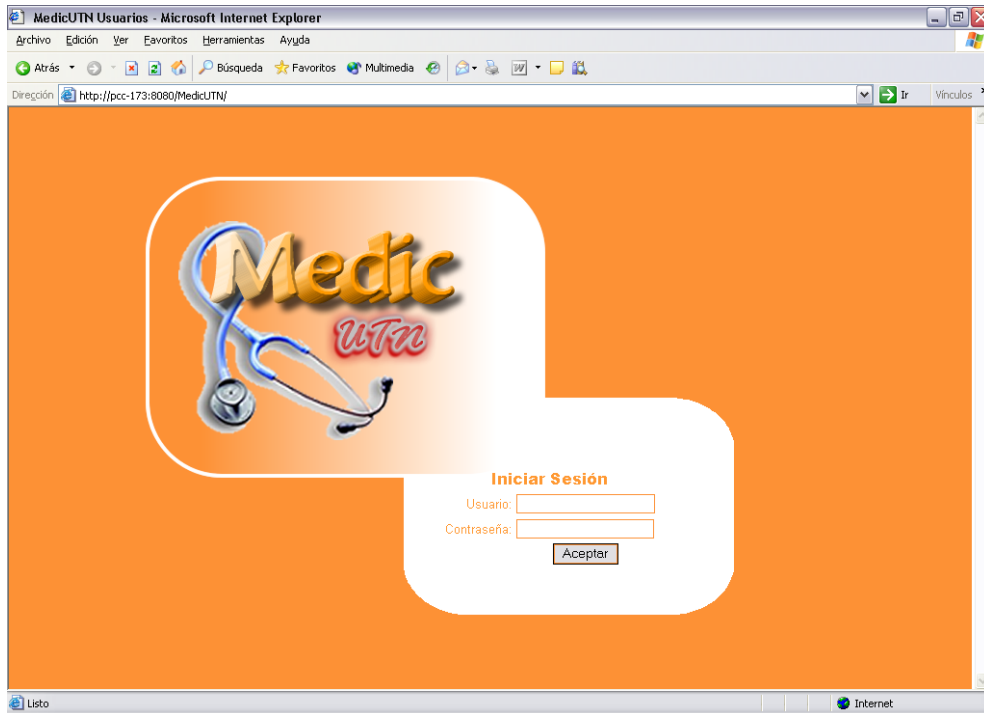 MedicUTN Usuarios - Microsoft Internet Explorer
Archivo Edición Ver Favoritos Herramientas Ayuda
Atrás Búsqueda Favoritos Multimedia
Dirección http://pcc-173:8080/MedicUTN/ Ir Vínculos
Medic
UTN
Iniciar Sesión
Usuario:
Contraseña:
Aceptar
Listo Internet